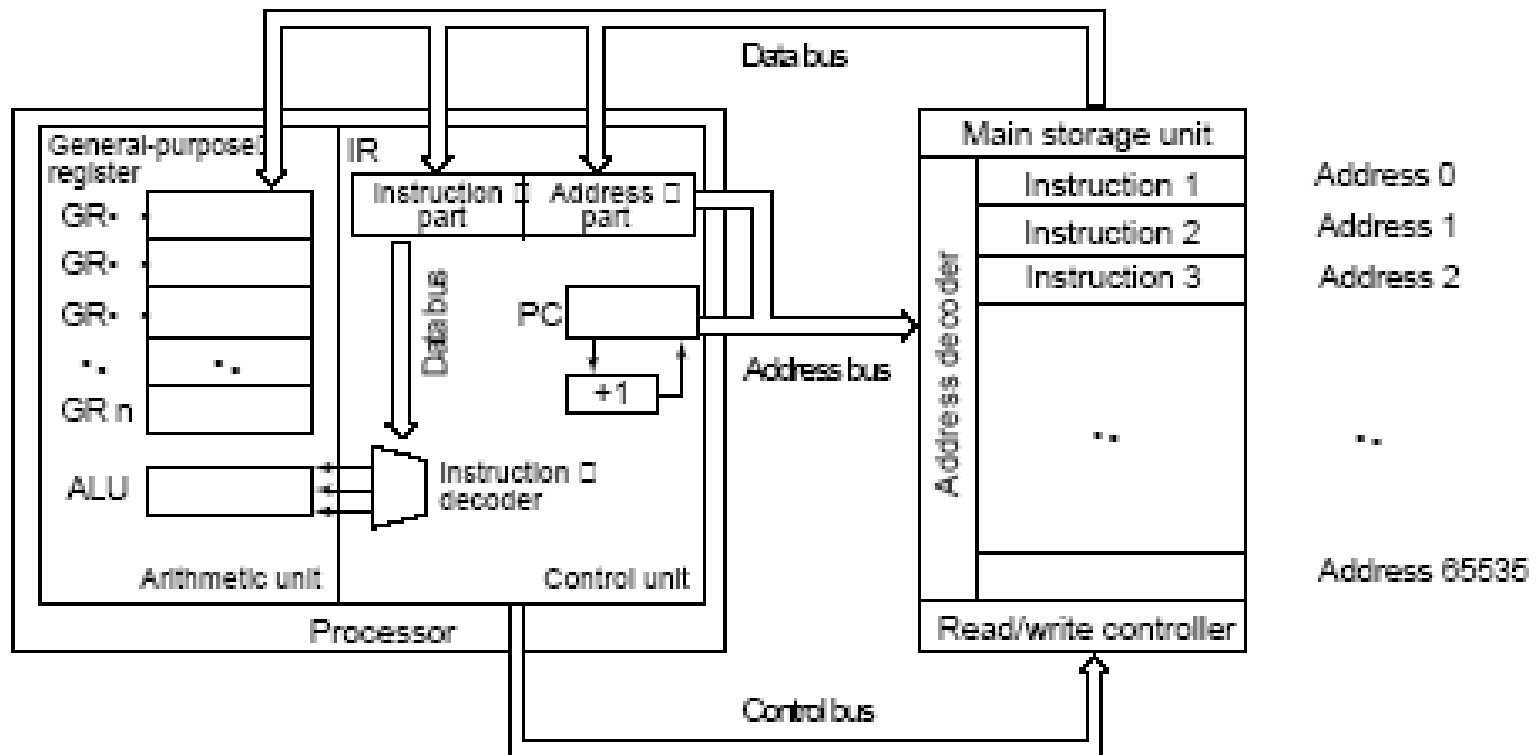 Data bus
General-purpose
register
GR
GR
GR
GR n
ALU
Arithmetic unit
IR
Instruction
part
Address
part
Data bus
PC
+1
Instruction
decoder
Control unit
Processor
Address bus
Control bus
Main storage unit
Address decoder
Instruction 1
Instruction 2
Instruction 3
Read/write controller
Address 0
Address 1
Address 2
Address 65535